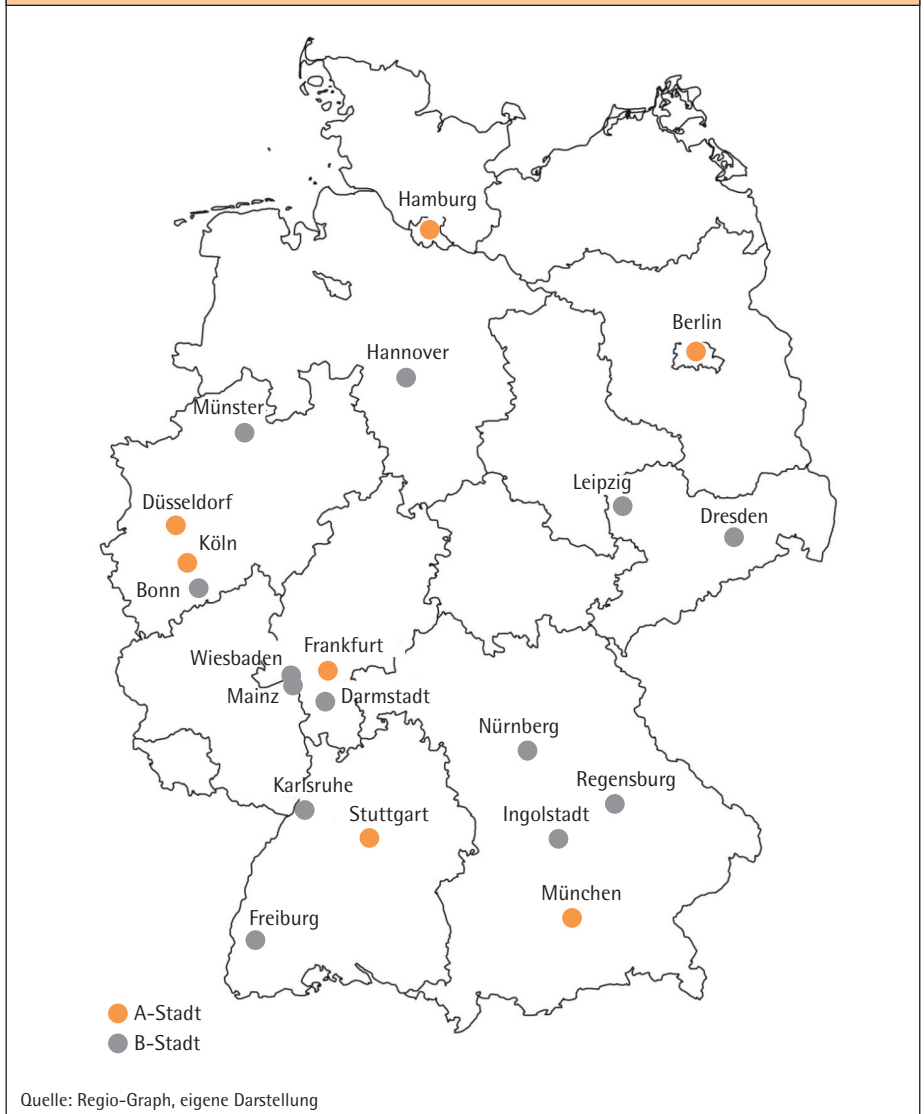 Hamburg
Berlin
Hannover
Münster
Leipzig
Düsseldorf
Dresden
Köln
Bonn
Frankfurt
Wiesbaden
Mainz
Darmstadt
Nürnberg
Regensburg
Karlsruhe
Stuttgart
Ingolstadt
München
Freiburg
A-Stadt
B-Stadt
Quelle: Regio-Graph, eigene Darstellung